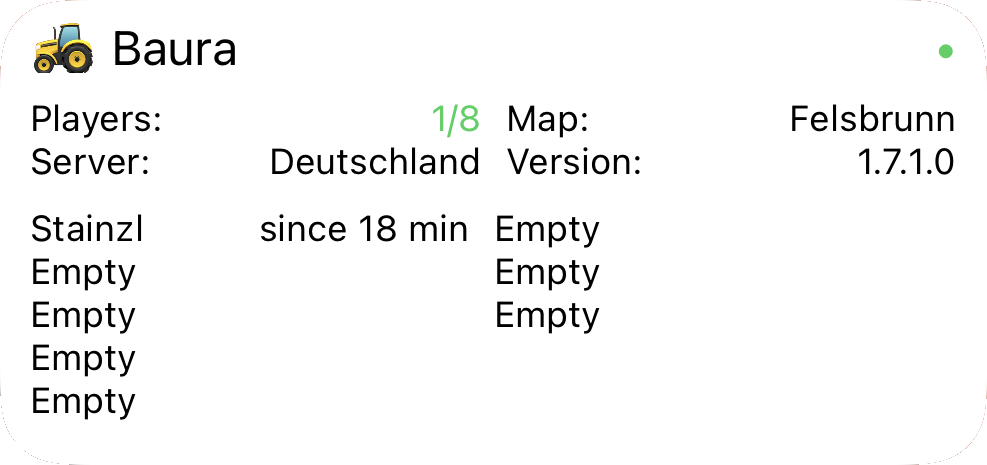 🚜 Baura
Players: 1/8 Map: Felsbrunn
Server: Deutschland Version: 1.7.1.0
Stainzl since 18 min Empty
Empty Empty
Empty Empty
Empty
Empty